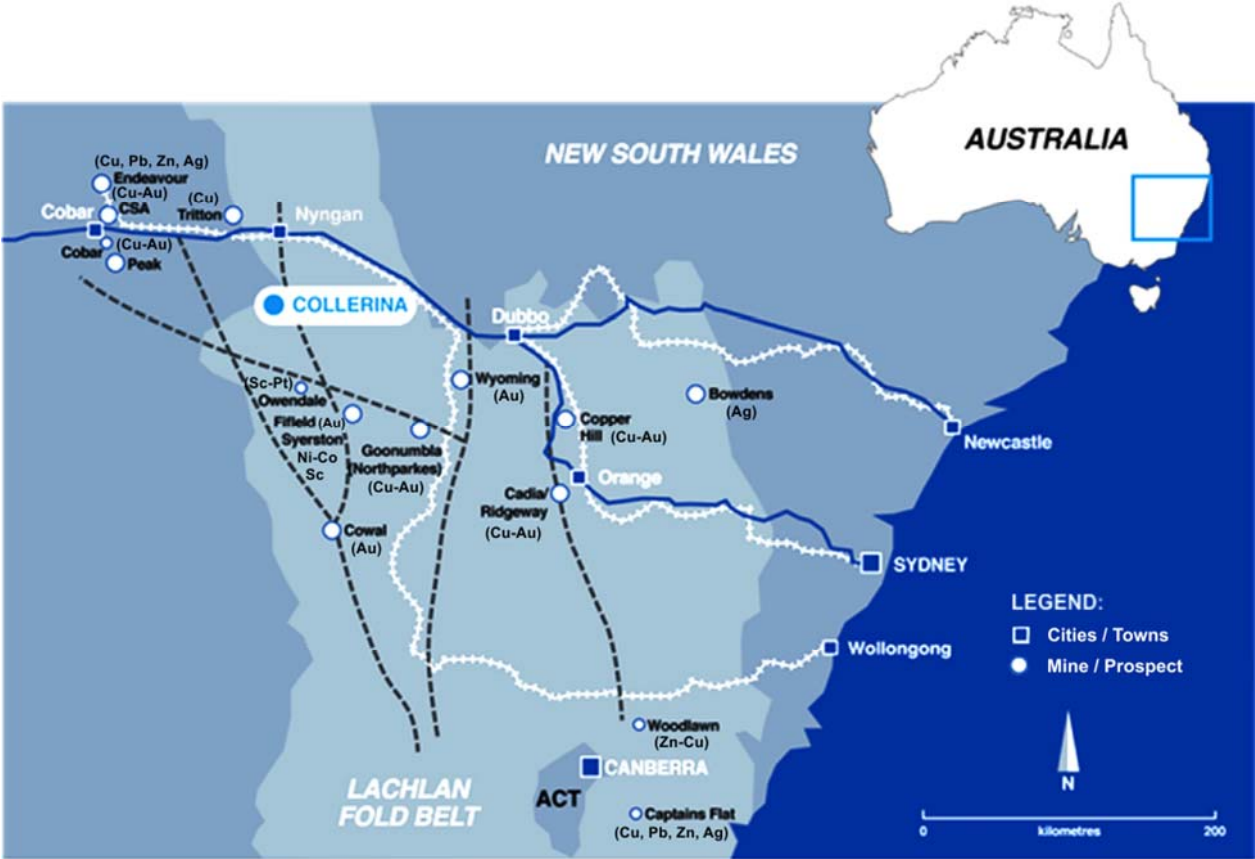 AUSTRALIA
NEW SOUTH WALES
(Cu, Pb, Zn, Ag)
Endeavour
(Cu-Au)
CSA
(Cu)
Tritton
Cobar
Nyngan
Cobar
(Cu-Au)
Peak
COLLERINA
Dubbo
(Sc-Pt)
Owendale
Wyoming
(Au)
Bowdens
(Ag)
Fifield (Au)
Syerston
Ni-Co
Sc
Goonumbla
(Northparkes)
(Cu-Au)
Copper
Hill (Cu-Au)
Newcastle
Orange
Cadia/
Ridgeway
(Cu-Au)
Cowal
(Au)
SYDNEY
LEGEND:
Cities / Towns
Mine / Prospect
Wollongong
Woodlawn
(Zn-Cu)
CANBERRA
ACT
LACHLAN
FOLD BELT
Captains Flat
(Cu, Pb, Zn, Ag)
N
0 kilometres 200